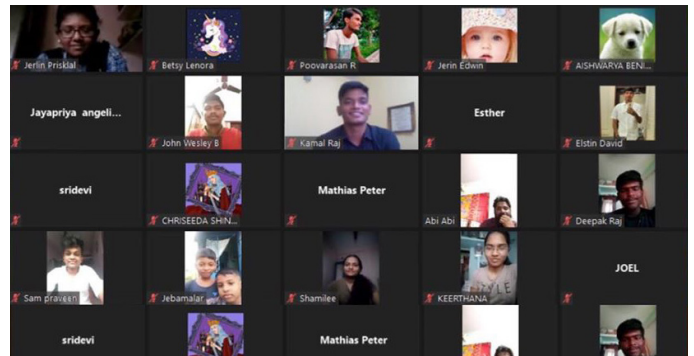 Jerlin Prisklal
Betsy Lenora
Poovarasan R
Jerin Edwin
AISHWARYA BENI...
Jayapriya angeli...
John Wesley B
Kamal Raj
Esther
Elstin David
sridevi
CHRISEEDA SHIN...
Mathias Peter
Abi Abi
Deepak Raj
Sam praveen
Jebamalar
Shamilee
KEERTHANA
JOEL
sridevi
Mathias Peter